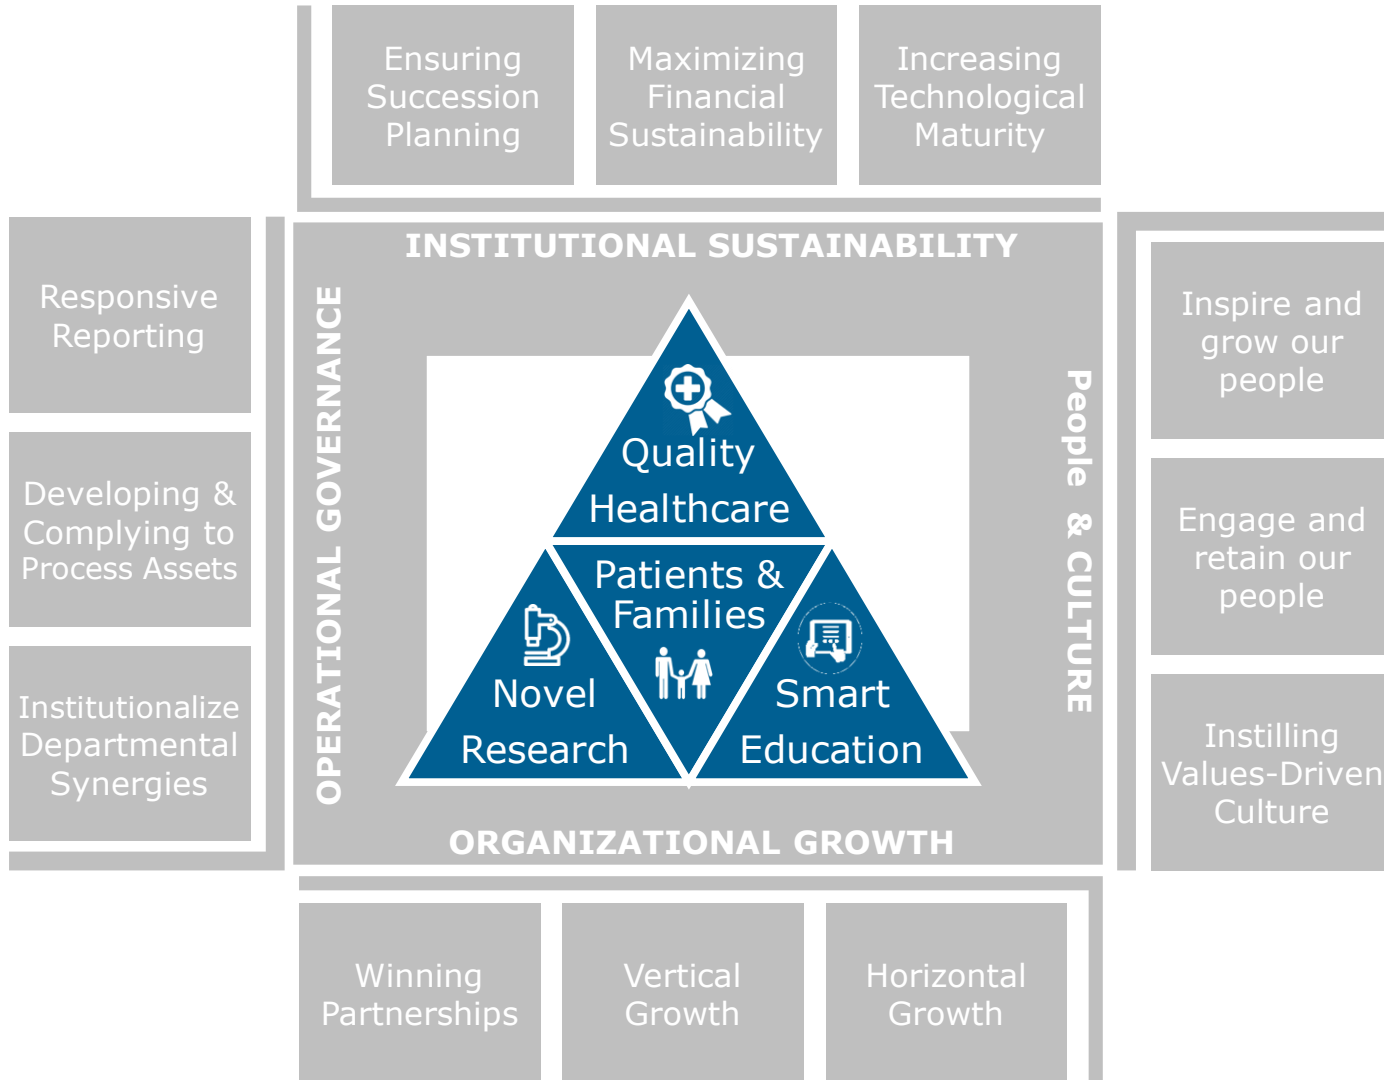 Ensuring
Succession
Planning
Maximizing
Financial
Sustainability
Increasing
Technological
Maturity
INSTITUTIONAL SUSTAINABILITY
Responsive
Reporting
Developing &
Complying to
Process Assets
Institutionalize
Departmental
Synergies
OPERATIONAL GOVERNANCE
Quality
Healthcare
Patients &
Families
Novel
Research
Smart
Education
People & CULTURE
Inspire and
grow our
people
Engage and
retain our
people
Instilling
Values-Driven
Culture
ORGANIZATIONAL GROWTH
Winning
Partnerships
Vertical
Growth
Horizontal
Growth